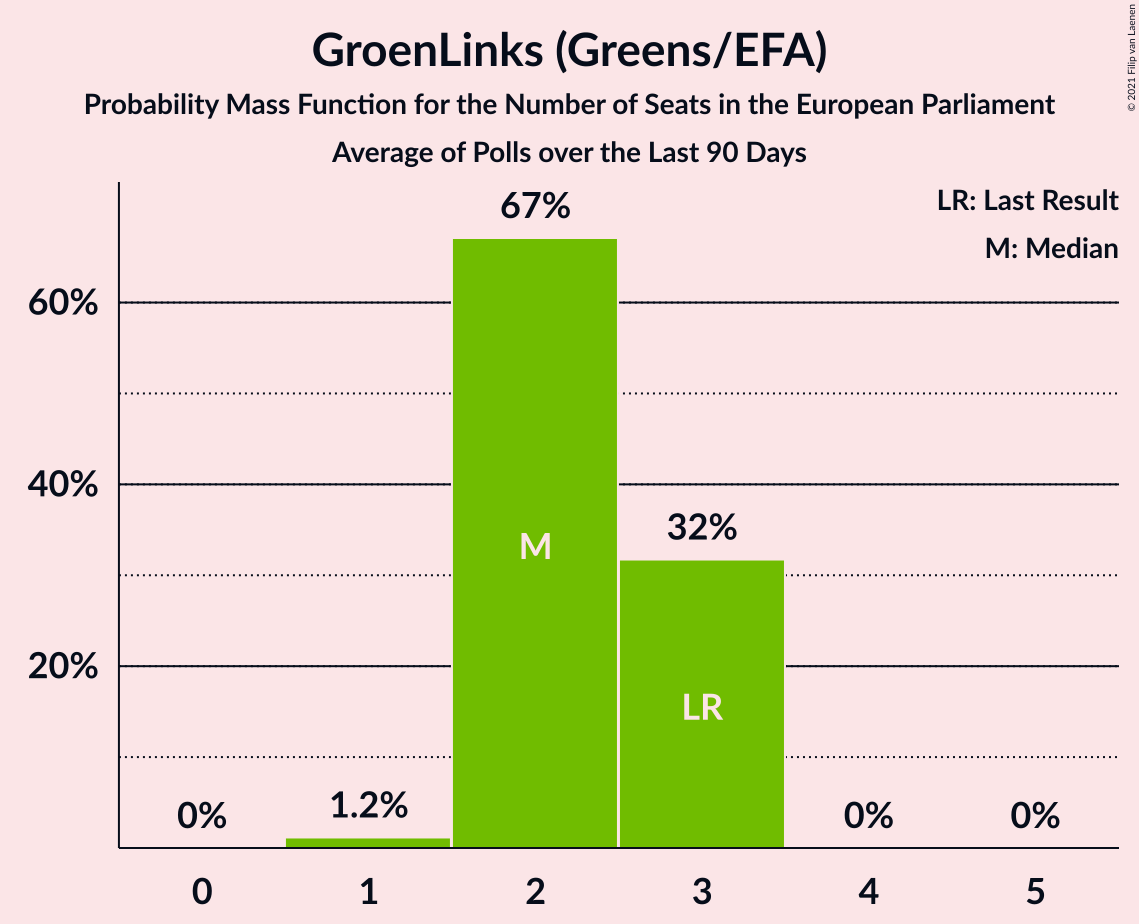 GroenLinks (Greens/EFA)
Probability Mass Function for the Number of Seats in the European Parliament
Average of Polls over the Last 90 Days
© 2021 Filip van Laenen
LR: Last Result
M: Median
67%
60%
40%
32%
20%
M
LR
0%
1.2%
0%
0%
0
1
2
3
4
5